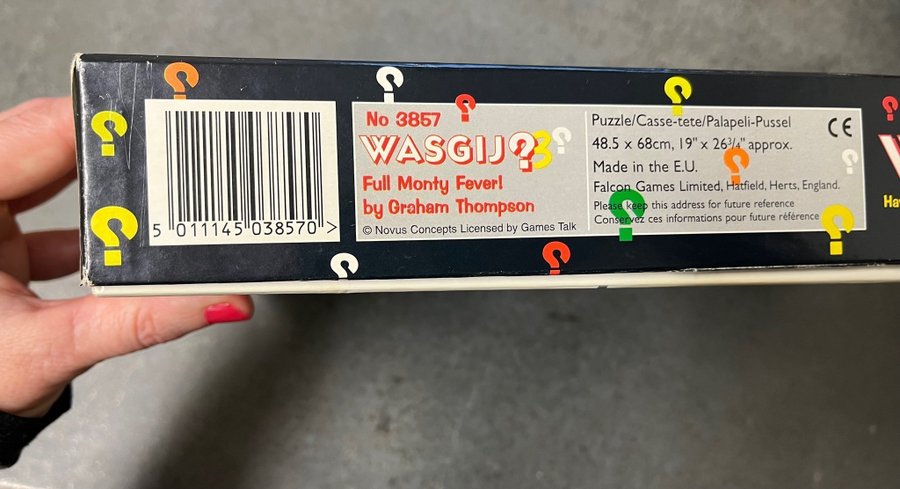 No 3857
WASGIJ? 3
Full Monty Fever!
by Graham Thompson
© Novus Concepts Licensed by Games Talk
5 011145 038570 >
Puzzle/Casse-tete/Palapeli-Pussel
48.5 x 68cm, 19" x 26¾" approx.
Made in the E.U.
Falcon Games Limited, Hatfield, Herts, England.
Please keep this address for future reference
Conservez ces informations pour future référence
CE
Ha